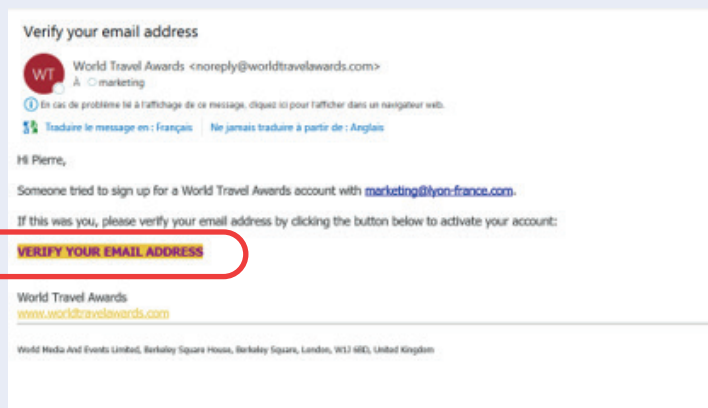 Verify your email address
WT
World Travel Awards <noreply@worldtravelawards.com>
À marketing
En cas de problème lié à l'affichage de ce message, cliquez ici pour l'afficher dans un navigateur web.
Traduire le message en : Français Ne jamais traduire à partir de : Anglais
Hi Pierre,
Someone tried to sign up for a World Travel Awards account with marketing@lyon-france.com.
If this was you, please verify your email address by clicking the button below to activate your account:
VERIFY YOUR EMAIL ADDRESS
World Travel Awards
www.worldtravelawards.com
World Media And Events Limited, Berkeley Square House, Berkeley Square, London, W1J 6BD, United Kingdom